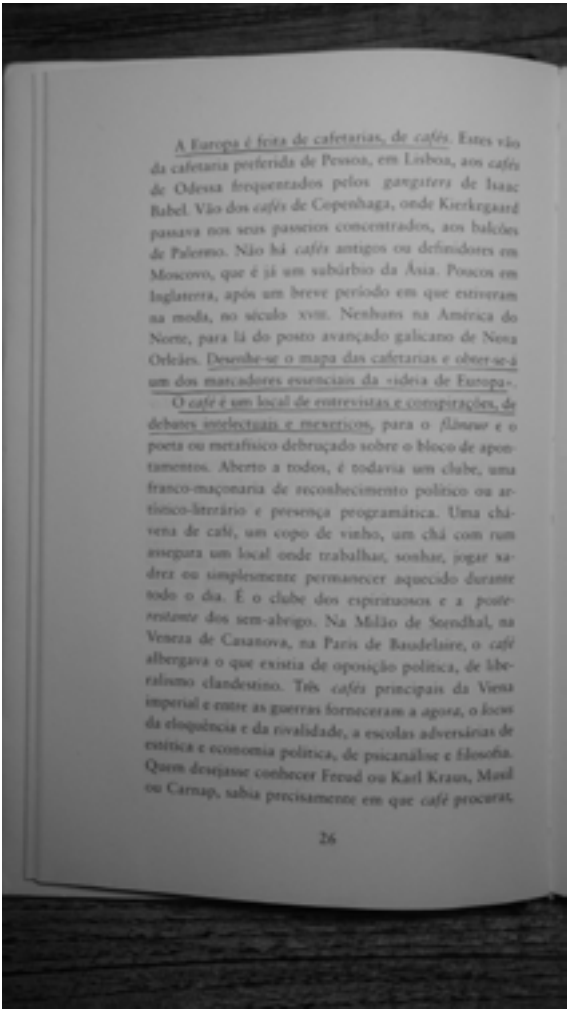 A Europa é feita de cafetarias, de cafés. Estes vão
da cafetaria preferida de Pessoa, em Lisboa, aos cafés
de Odessa frequentados pelos gangsters de Isaac
Babel. Vão dos cafés de Copenhaga, onde Kierkegaard
passava nos seus passeios concentrados, aos balcões
de Palermo. Não há cafés antigos ou definidores em
Moscovo, que é já um subúrbio da Ásia. Poucos em
Inglaterra, após um breve período em que estiveram
na moda, no século XVIII. Nenhuns na América do
Norte, para lá do posto avançado galicano de Nova
Orleães. Desenhe-se o mapa das cafetarias e obter-se-á
um dos marcadores essenciais da «ideia de Europa».
O café é um local de entrevistas e conspirações, de
debates intelectuais e mexericos, para o flâneur e o
poeta ou metafísico debruçado sobre o bloco de apon-
tamentos. Aberto a todos, é todavia um clube, uma
franco-maçonaria de reconhecimento político ou ar-
tístico-literário e presença programática. Uma chá-
vena de café, um copo de vinho, um chá com rum
assegura um local onde trabalhar, sonhar, jogar xa-
drez ou simplesmente permanecer aquecido durante
todo o dia. É o clube dos espirituosos e a poste-
restante dos sem-abrigo. Na Milão de Stendhal, na
Veneza de Casanova, na Paris de Baudelaire, o café
albergava o que existia de oposição política, de libe-
ralismo clandestino. Três cafés principais da Viena
imperial e entre as guerras forneceram a agora, o locus
da eloquência e da rivalidade, a escolas adversárias de
estética e economia política, de psicanálise e filosofia.
Quem desejasse conhecer Freud ou Karl Kraus, Musil
ou Carnap, sabia precisamente em que café procurar,
26